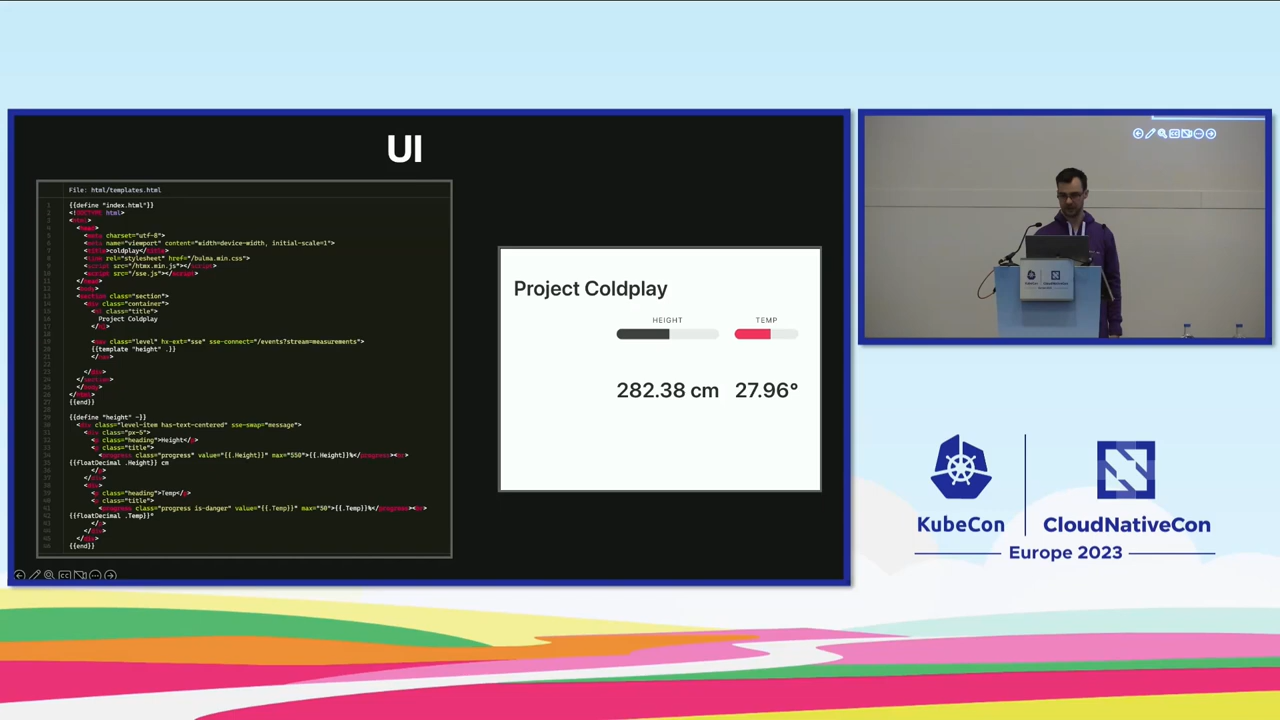 UI
File: html/templates.html
{{define "index.html"}}
<!DOCTYPE html>
<html>
<head>
<meta charset="utf-8">
<meta name="viewport" content="width=device-width, initial-scale=1">
<title>coldplay</title>
<link rel="stylesheet" href="/bulma.min.css">
<script src="/htmx.min.js"></script>
<script src="/sse.js"></script>
</head>
<body>
<section class="section">
<div class="container">
<h1 class="title">
Project Coldplay
</h1>
<nav class="level" hx-ext="sse" sse-connect="/events?stream=measurements">
{{template "height" .}}
</nav>
</div>
</section>
</body>
</html>
{{end}}
{{define "height" -}}
<div class="level-item has-text-centered" sse-swap="message">
<div class="px-5">
<p class="heading">Height</p>
<p class="title">
<progress class="progress" value="{{.Height}}" max="550">{{.Height}}%</progress><br>
{{floatDecimal .Height}} cm
</p>
</div>
<div>
<p class="heading">Temp</p>
<p class="title">
<progress class="progress is-danger" value="{{.Temp}}" max="50">{{.Temp}}%</progress><br>
{{floatDecimal .Temp}}°
</p>
</div>
</div>
{{end}}
Project Coldplay
HEIGHT TEMP
282.38 cm 27.96°
KubeCon CloudNativeCon
Europe 2023